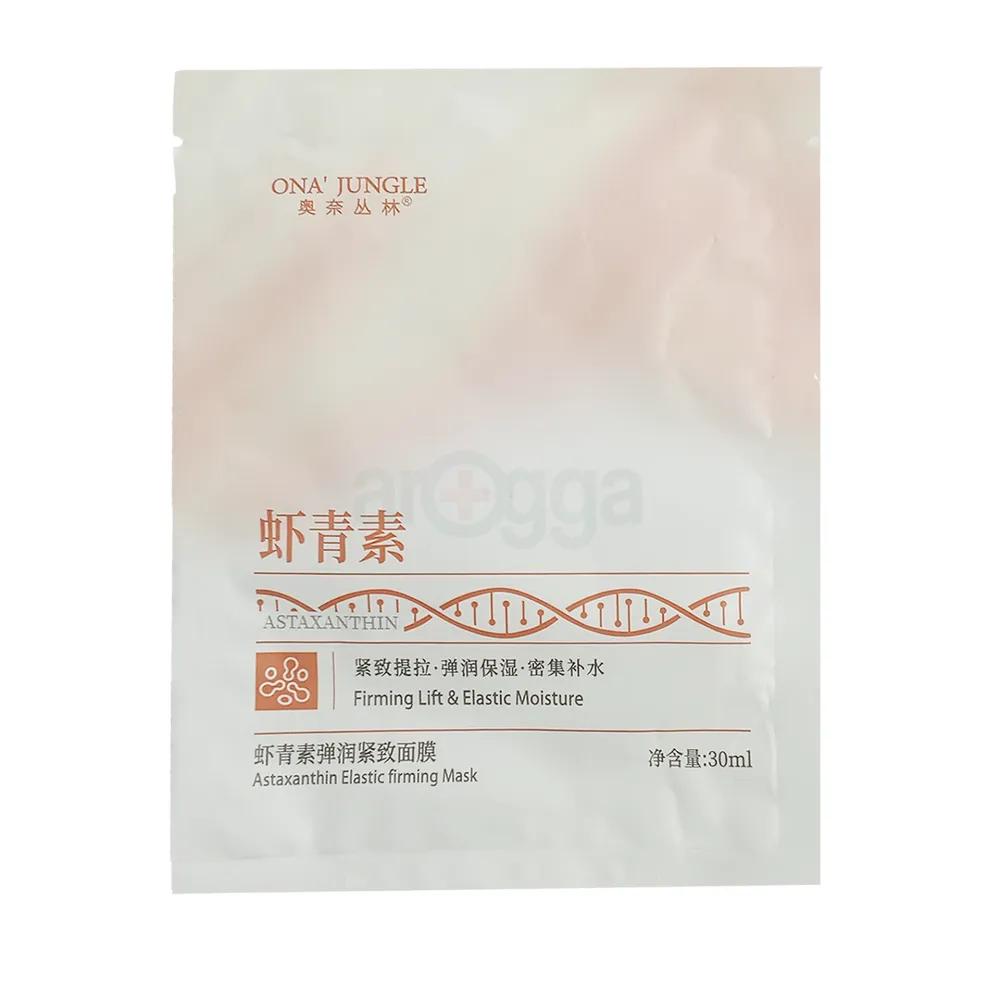 ONA' JUNGLE
奥奈丛林®
arogga
虾青素
ASTAXANTHIN
紧致提拉·弹润保湿·密集补水
Firming Lift & Elastic Moisture
虾青素弹润紧致面膜
Astaxanthin Elastic firming Mask
净含量:30ml